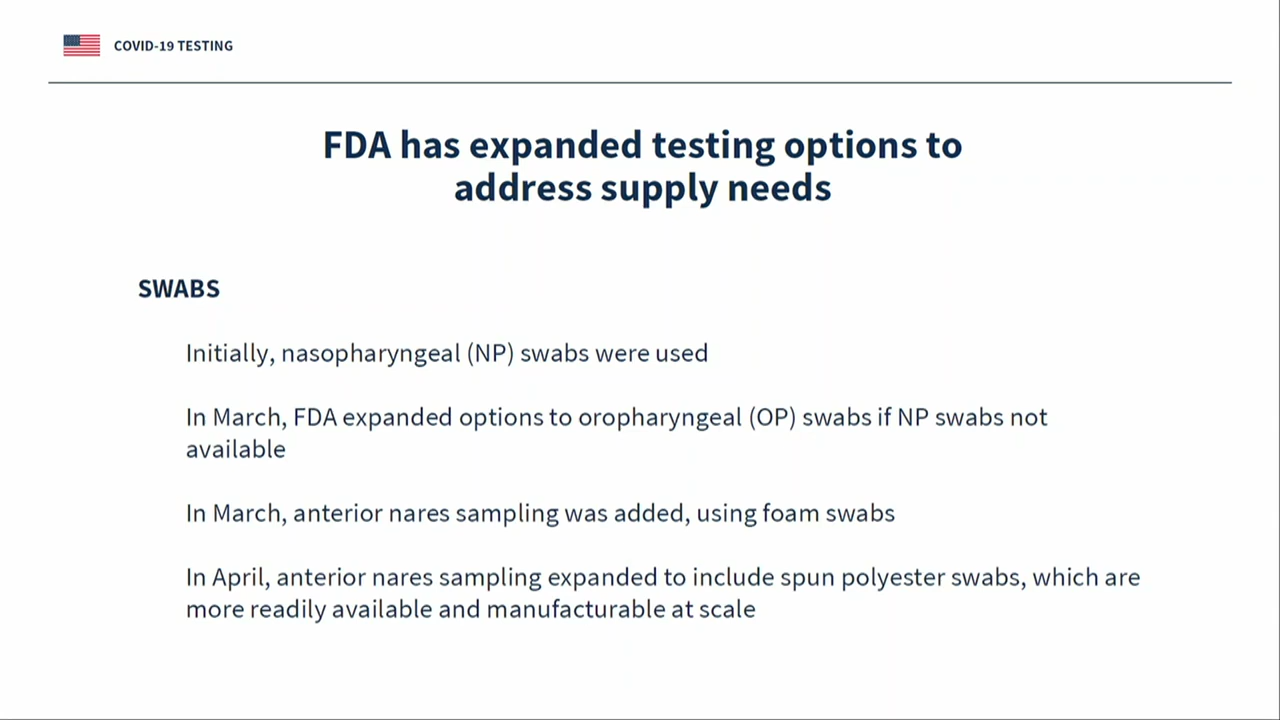 COVID-19 TESTING
FDA has expanded testing options to
address supply needs
SWABS
Initially, nasopharyngeal (NP) swabs were used
In March, FDA expanded options to oropharyngeal (OP) swabs if NP swabs not
available
In March, anterior nares sampling was added, using foam swabs
In April, anterior nares sampling expanded to include spun polyester swabs, which are
more readily available and manufacturable at scale